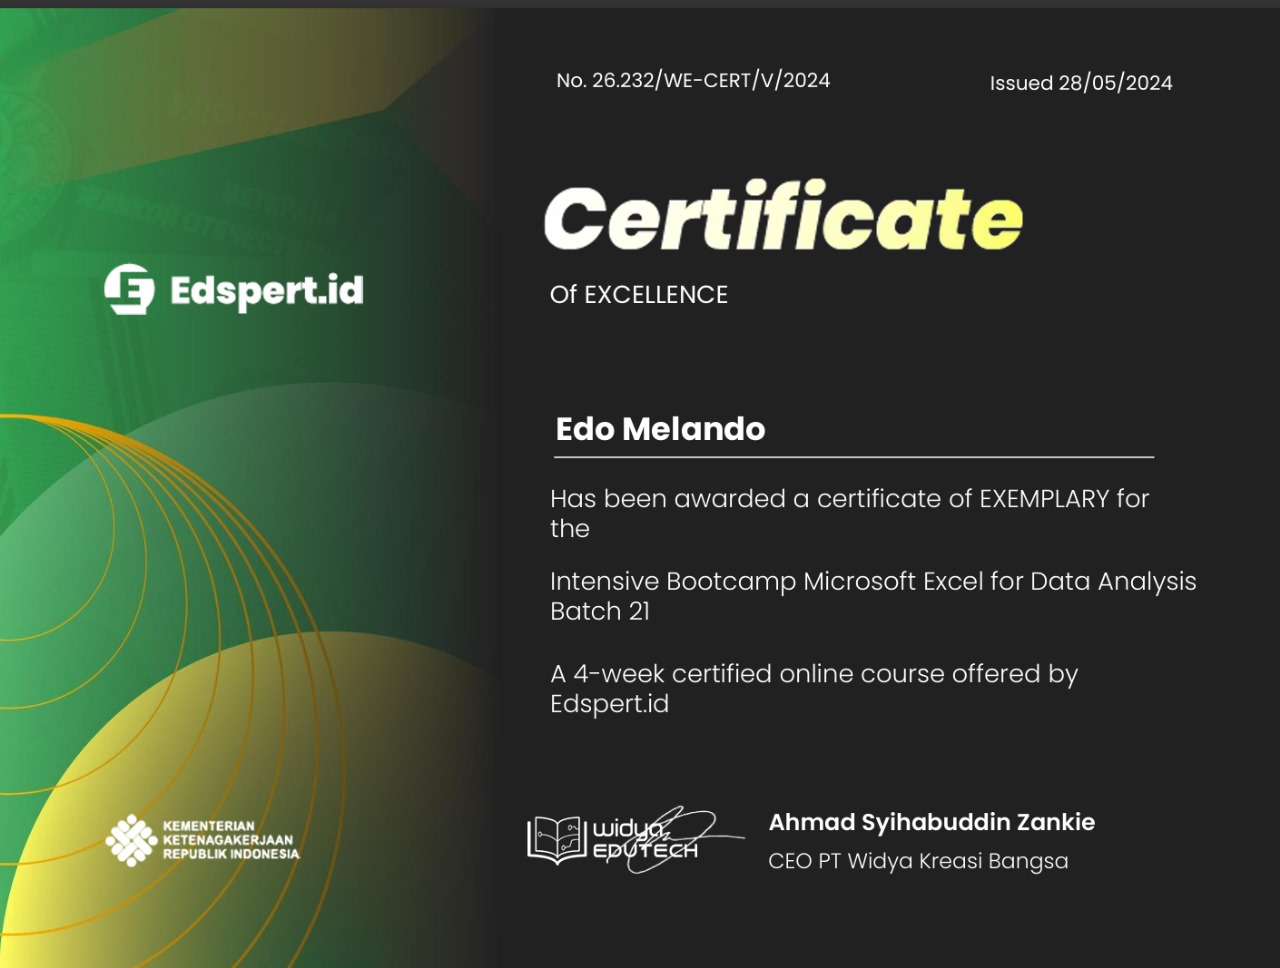 No. 26.232/WE-CERT/V/2024
Issued 28/05/2024
Certificate
Of EXCELLENCE
Edspert.id
Edo Melando
Has been awarded a certificate of EXEMPLARY for
the
Intensive Bootcamp Microsoft Excel for Data Analysis
Batch 21
A 4-week certified online course offered by
Edspert.id
KEMENTERIAN
KETENAGAKERJAAN
REPUBLIK INDONESIA
widya
EDUTECH
Ahmad Syihabuddin Zankie
CEO PT Widya Kreasi Bangsa